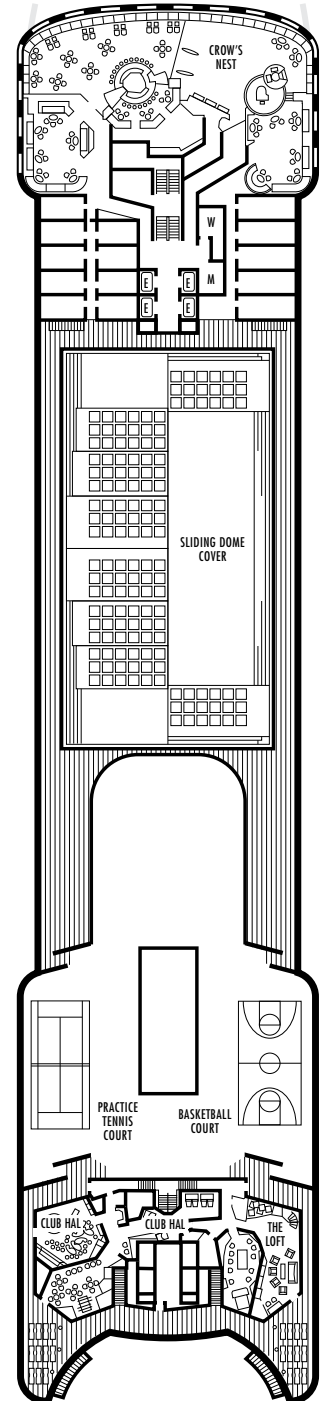 CROW'S
NEST
W
M
E
E
E
E
SLIDING DOME
COVER
PRACTICE
TENNIS
COURT
BASKETBALL
COURT
CLUB HAL
CLUB HAL
THE
LOFT